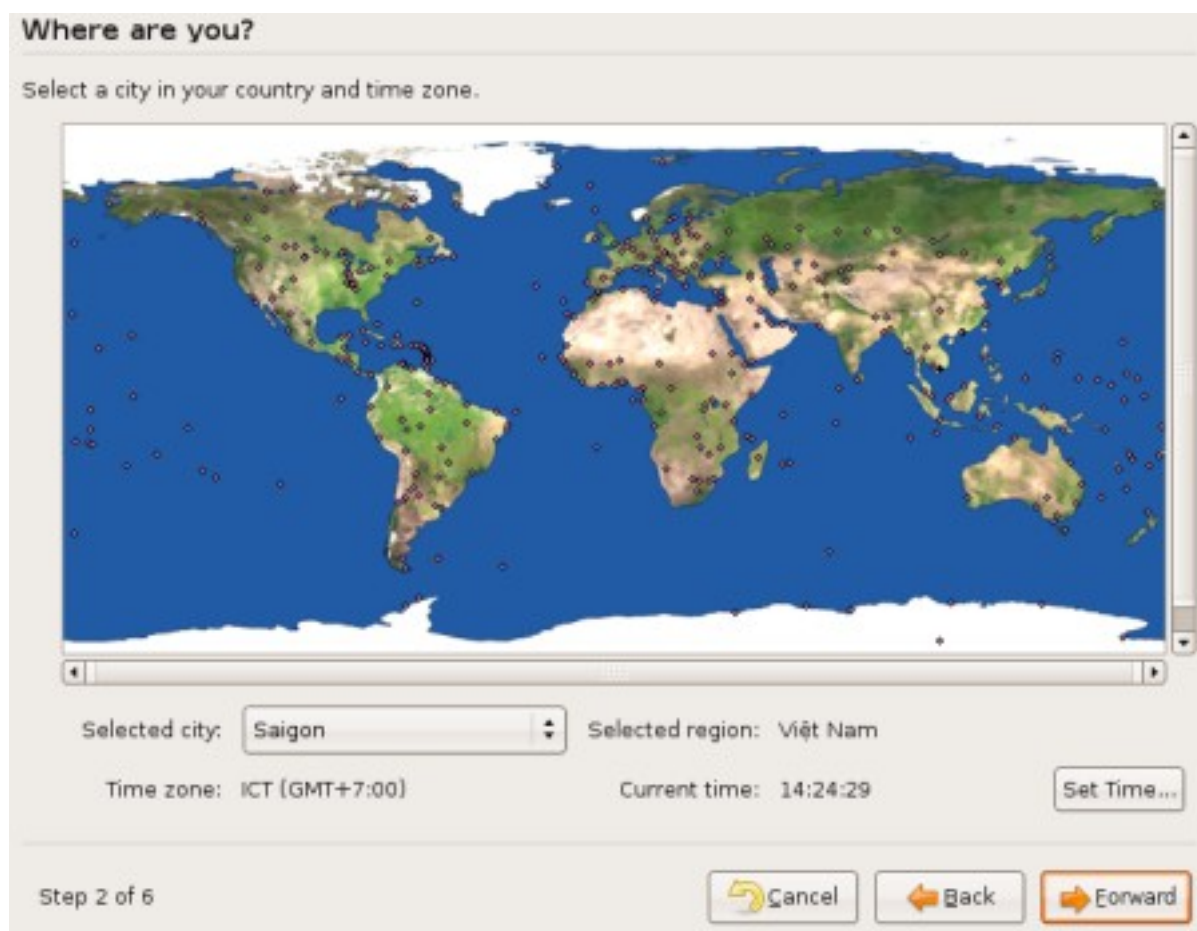 Where are you?
Select a city in your country and time zone.
Selected city: Saigon Selected region: Việt Nam
Time zone: ICT (GMT+7:00) Current time: 14:24:29 Set Time...
Step 2 of 6 Cancel Back Forward